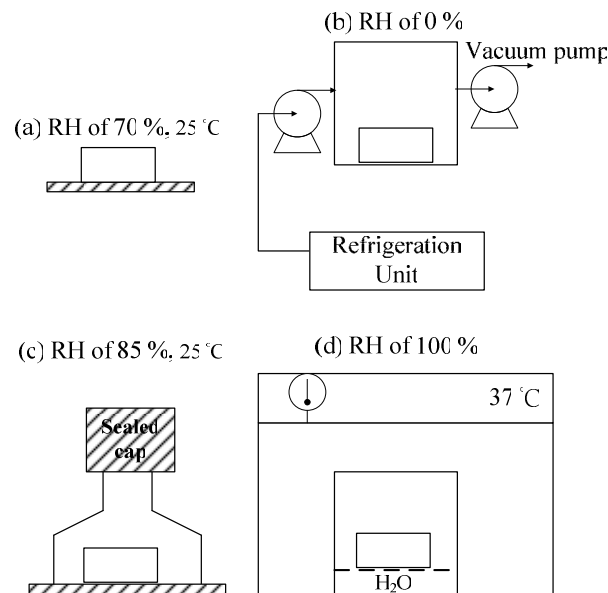 (b) RH of 0 %
Vacuum pump
(a) RH of 70 %, 25 °C
Refrigeration
Unit
(c) RH of 85 %, 25 °C
(d) RH of 100 %
37 °C
Sealed
cap
H₂O